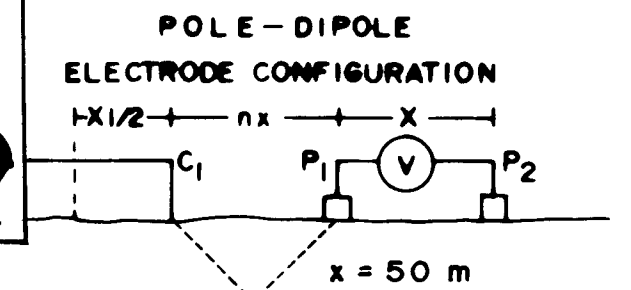 POLE-DIPOLE
ELECTRODE CONFIGURATION
X1/2 nx X
C1 P1 V P2
x = 50 m